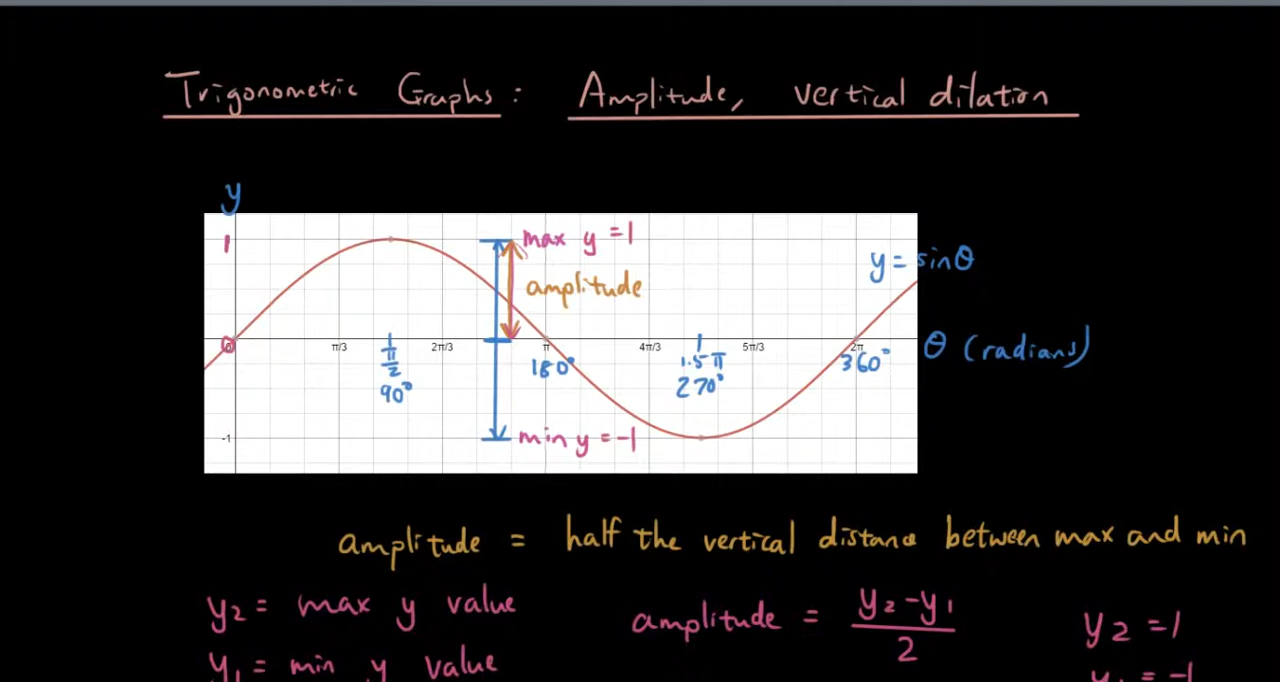 Trigonometric Graphs: Amplitude, vertical dilation
y
1
max y = 1
y = sinθ
amplitude
0
π/3
π/2
90°
2π/3
π
180°
4π/3
1.5π
270°
5π/3
2π
360°
θ (radians)
-1
min y = -1
amplitude = half the vertical distance between max and min
y2 = max y value
amplitude = y2-y1/2
y2 = 1
y1 = min y value
y1 = -1